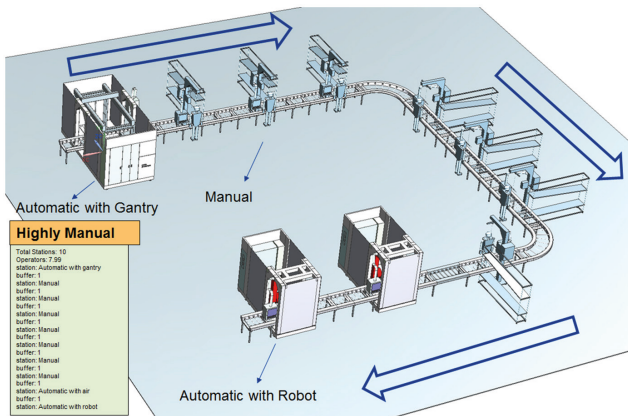 Automatic with Gantry
Manual
Highly Manual
Total Stations: 10
Operators: 7.99
station: Automatic with gantry
buffer: 1
station: Manual
buffer: 1
station: Manual
buffer: 1
station: Manual
buffer: 1
station: Manual
buffer: 1
station: Manual
buffer: 1
station: Manual
buffer: 1
station: Manual
buffer: 1
station: Automatic with air
buffer: 1
station: Automatic with robot
Automatic with Robot